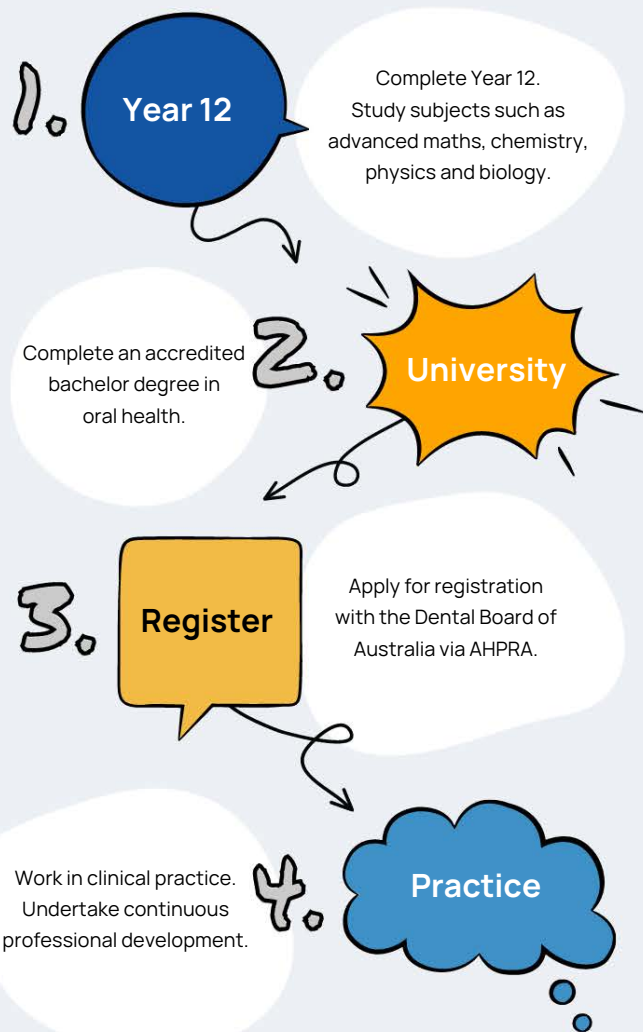 1.
Year 12
Complete Year 12.
Study subjects such as
advanced maths, chemistry,
physics and biology.
2.
University
Complete an accredited
bachelor degree in
oral health.
3.
Register
Apply for registration
with the Dental Board of
Australia via AHPRA.
4.
Practice
Work in clinical practice.
Undertake continuous
professional development.